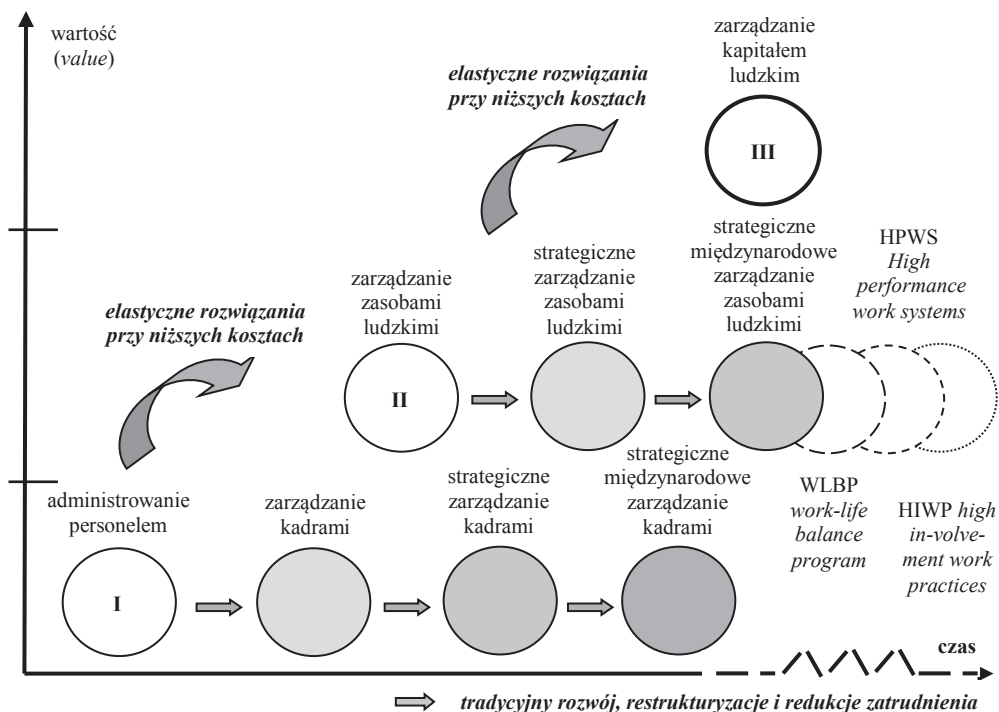 wartość
(value)
zarządzanie
kapitałem
ludzkim
III
elastyczne rozwiązania
przy niższych kosztach
elastyczne rozwiązania
przy niższych kosztach
zarządzanie
zasobami
ludzkimi
II
strategiczne
zarządzanie
zasobami
ludzkimi
strategiczne
międzynarodowe
zarządzanie
zasobami
ludzkimi
HPWS
High
performance
work systems
administrowanie
personelem
I
zarządzanie
kadrami
strategiczne
zarządzanie
kadrami
strategiczne
międzynarodowe
zarządzanie
kadrami
WLBP
work-life
balance
program
HIWP high
in-volve-
ment work
practices
czas
tradycyjny rozwój, restrukturyzacje i redukcje zatrudnienia